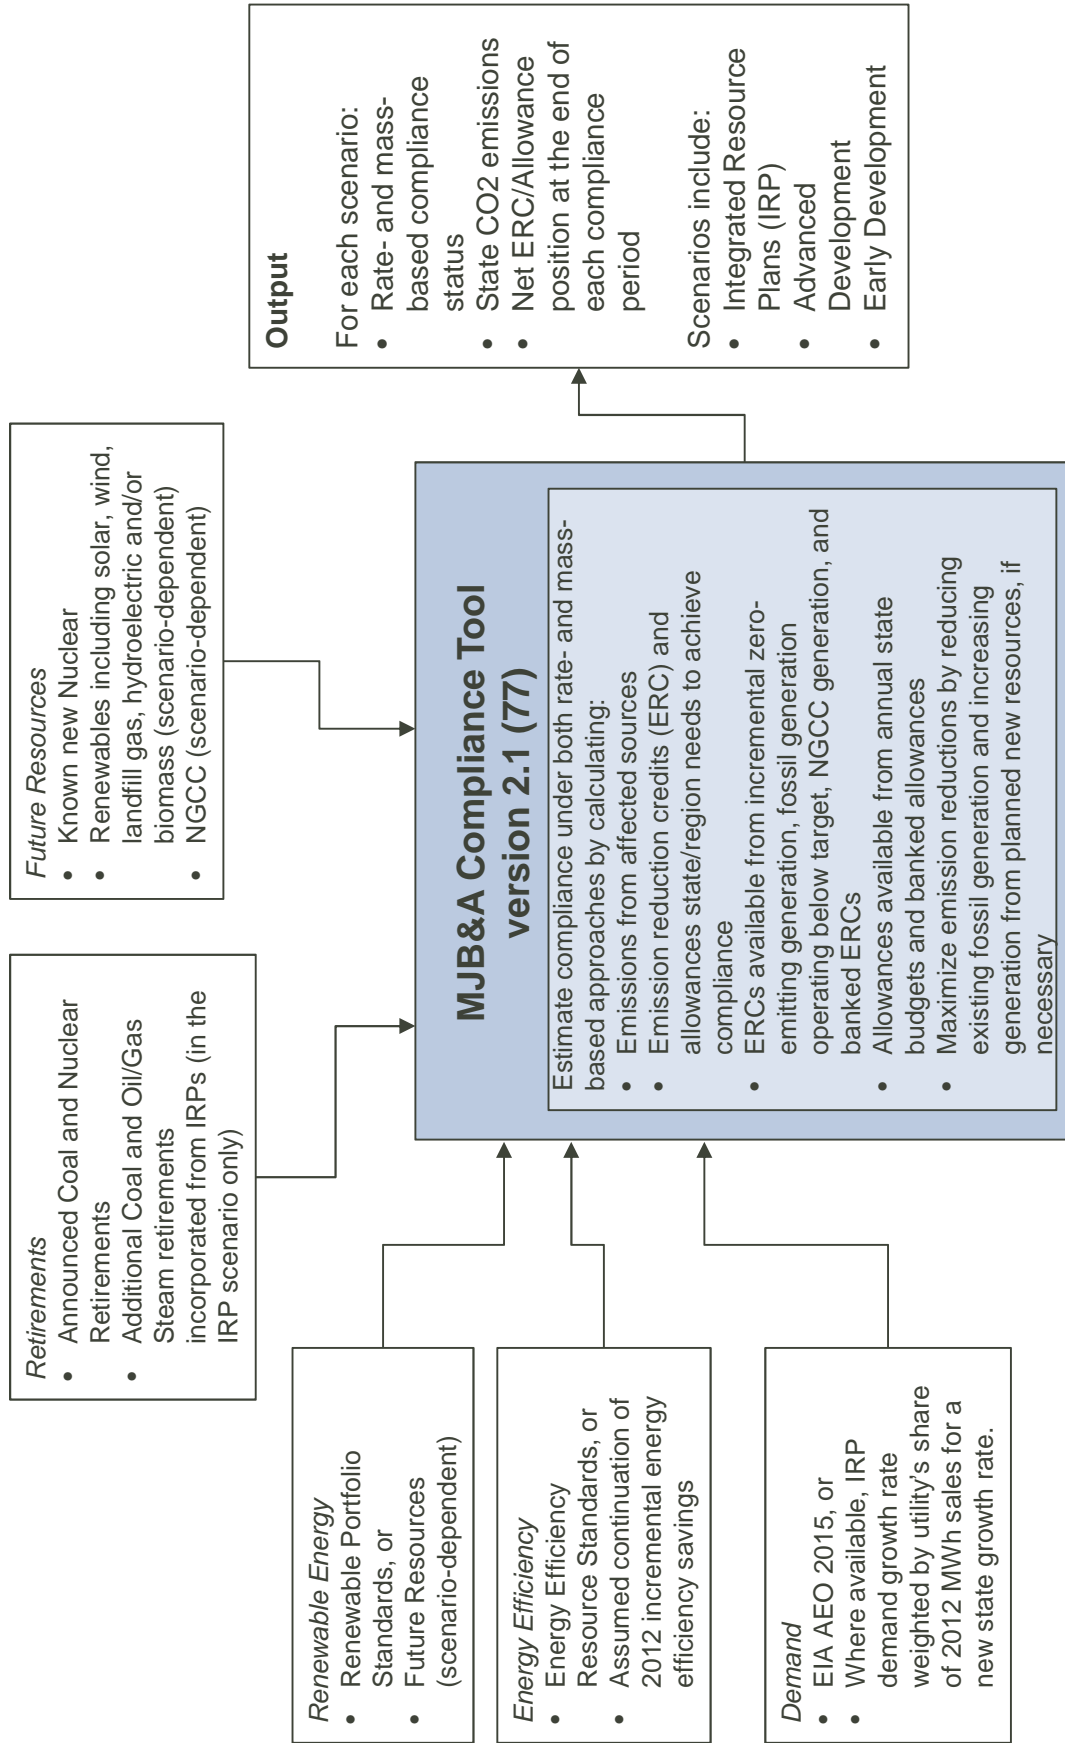 Retirements
• Announced Coal and Nuclear
Retirements
• Additional Coal and Oil/Gas
Steam retirements
incorporated from IRPs (in the
IRP scenario only)
Future Resources
• Known new Nuclear
• Renewables including solar, wind,
landfill gas, hydroelectric and/or
biomass (scenario-dependent)
• NGCC (scenario-dependent)
Renewable Energy
• Renewable Portfolio
Standards, or
• Future Resources
(scenario-dependent)
Energy Efficiency
• Energy Efficiency
Resource Standards, or
• Assumed continuation of
2012 incremental energy
efficiency savings
Demand
• EIA AEO 2015, or
• Where available, IRP
demand growth rate
weighted by utility’s share
of 2012 MWh sales for a
new state growth rate.
MJB&A Compliance Tool
version 2.1 (77)
Estimate compliance under both rate- and mass-
based approaches by calculating:
• Emissions from affected sources
• Emission reduction credits (ERC) and
allowances state/region needs to achieve
compliance
• ERCs available from incremental zero-
emitting generation, fossil generation
operating below target, NGCC generation, and
banked ERCs
• Allowances available from annual state
budgets and banked allowances
• Maximize emission reductions by reducing
existing fossil generation and increasing
generation from planned new resources, if
necessary
Output
For each scenario:
• Rate- and mass-
based compliance
status
• State CO2 emissions
• Net ERC/Allowance
position at the end of
each compliance
period
Scenarios include:
• Integrated Resource
Plans (IRP)
• Advanced
Development
• Early Development